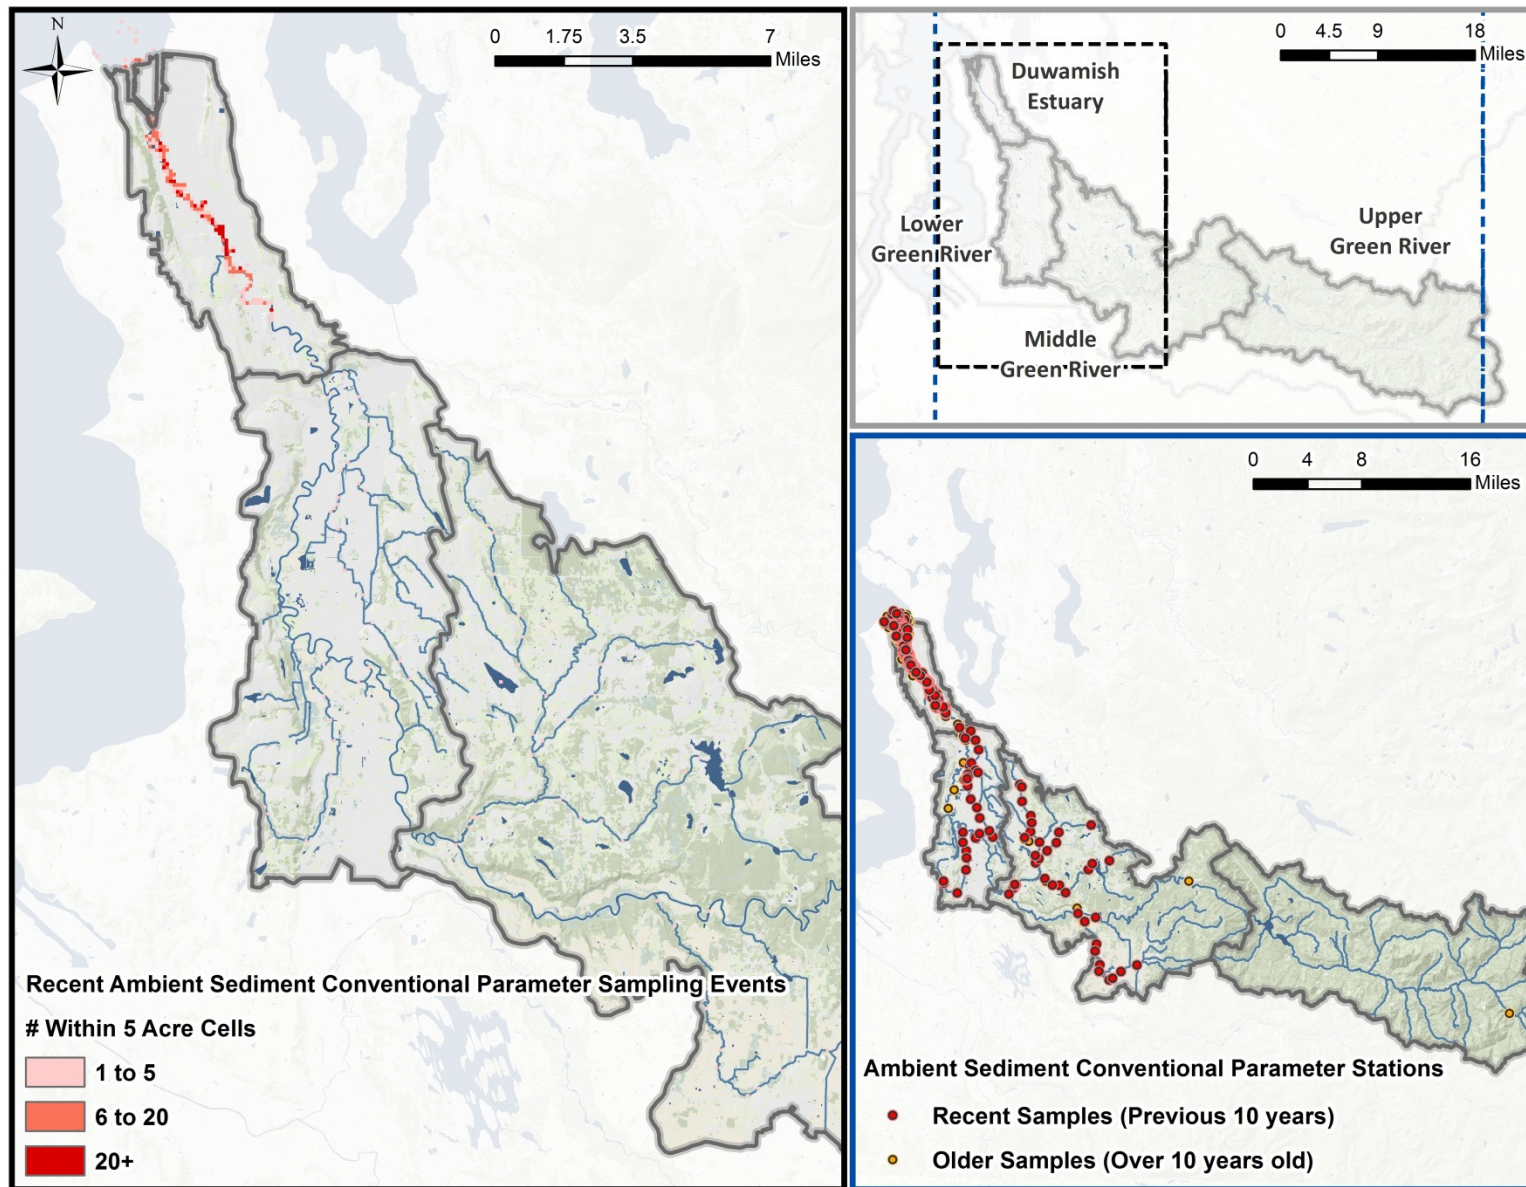 N
0 1.75 3.5 7
Miles
Recent Ambient Sediment Conventional Parameter Sampling Events
# Within 5 Acre Cells
1 to 5
6 to 20
20+
0 4.5 9 18
Miles
Duwamish
Estuary
Lower
Green River
Upper
Green River
Middle
Green River
0 4 8 16
Miles
Ambient Sediment Conventional Parameter Stations
Recent Samples (Previous 10 years)
Older Samples (Over 10 years old)